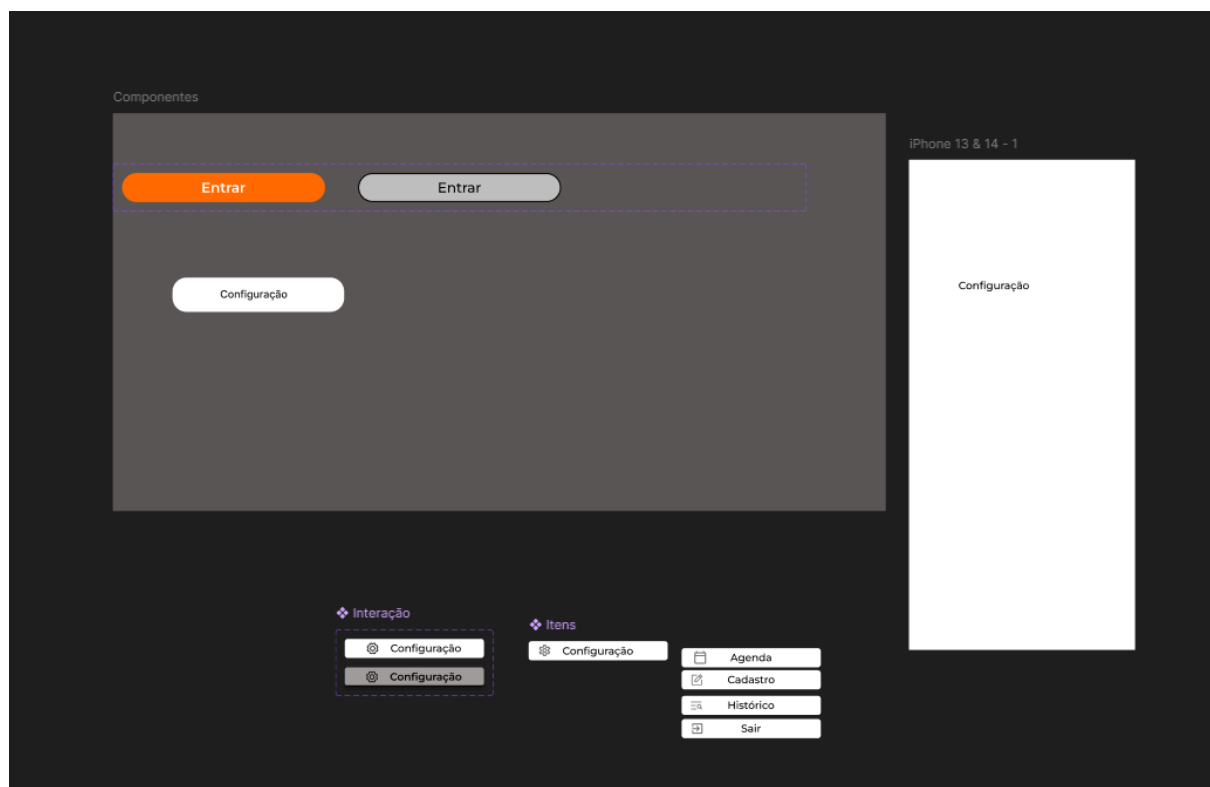 Componentes
iPhone 13 & 14 - 1
Entrar
Entrar
Configuração
Configuração
Interação
Configuração
Configuração
Itens
Configuração
Agenda
Cadastro
Histórico
Sair